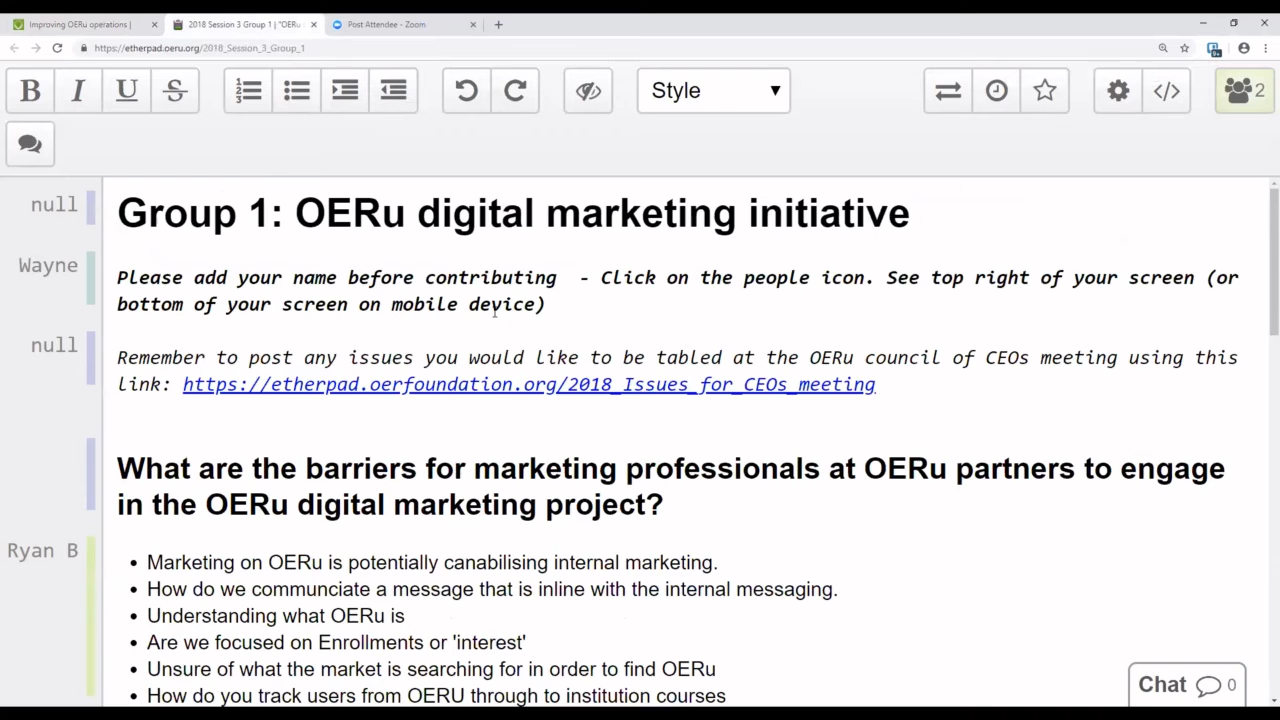 Improving OERu operations |
2018 Session 3 Group 1 | "OERu
Post Attendee - Zoom
https://etherpad.oeru.org/2018_Session_3_Group_1
B I U S
Style
2
null
Group 1: OERu digital marketing initiative
Wayne
Please add your name before contributing - Click on the people icon. See top right of your screen (or
bottom of your screen on mobile device)
null
Remember to post any issues you would like to be tabled at the OERu council of CEOs meeting using this
link: https://etherpad.oerfoundation.org/2018_Issues_for_CEOs_meeting
What are the barriers for marketing professionals at OERu partners to engage
in the OERu digital marketing project?
Ryan B
• Marketing on OERu is potentially canabilising internal marketing.
• How do we communciate a message that is inline with the internal messaging.
• Understanding what OERu is
• Are we focused on Enrollments or 'interest'
• Unsure of what the market is searching for in order to find OERu
• How do you track users from OERU through to institution courses
Chat 0